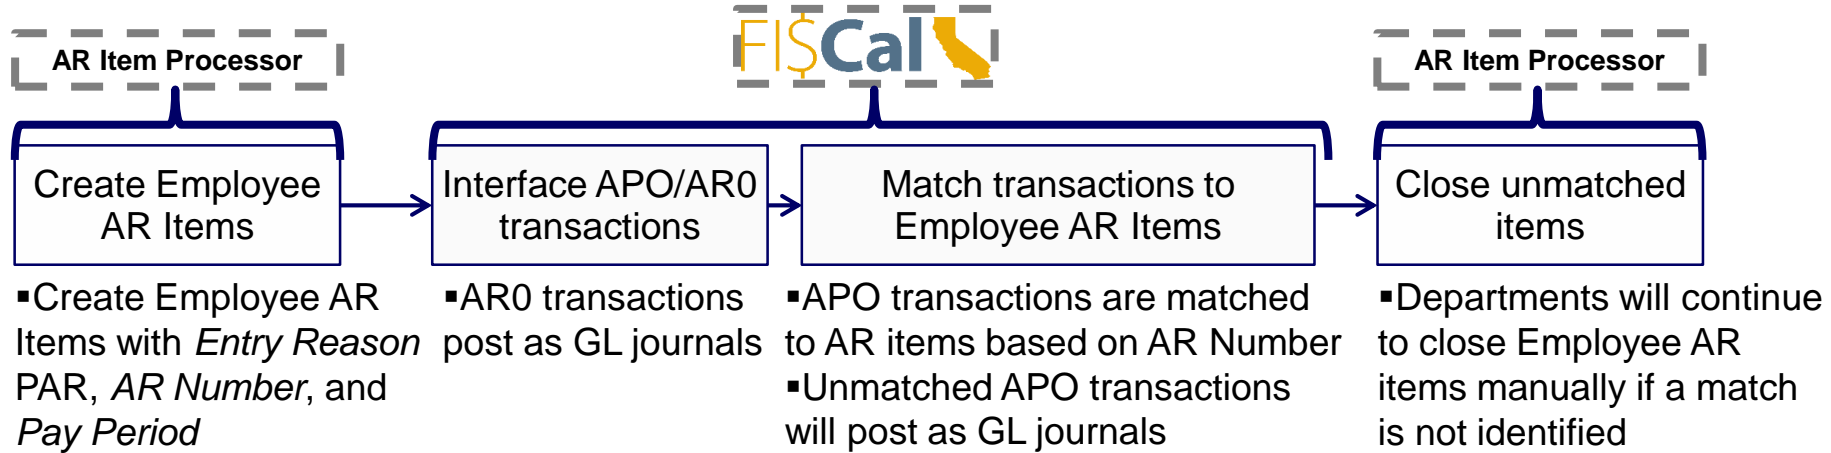 AR Item Processor
FI$Cal
AR Item Processor
Create Employee
AR Items
Interface APO/AR0
transactions
Match transactions to
Employee AR Items
Close unmatched
items
▪Create Employee AR
Items with Entry Reason
PAR, AR Number, and
Pay Period
▪AR0 transactions
post as GL journals
▪APO transactions are matched
to AR items based on AR Number
▪Unmatched APO transactions
will post as GL journals
▪Departments will continue
to close Employee AR
items manually if a match
is not identified